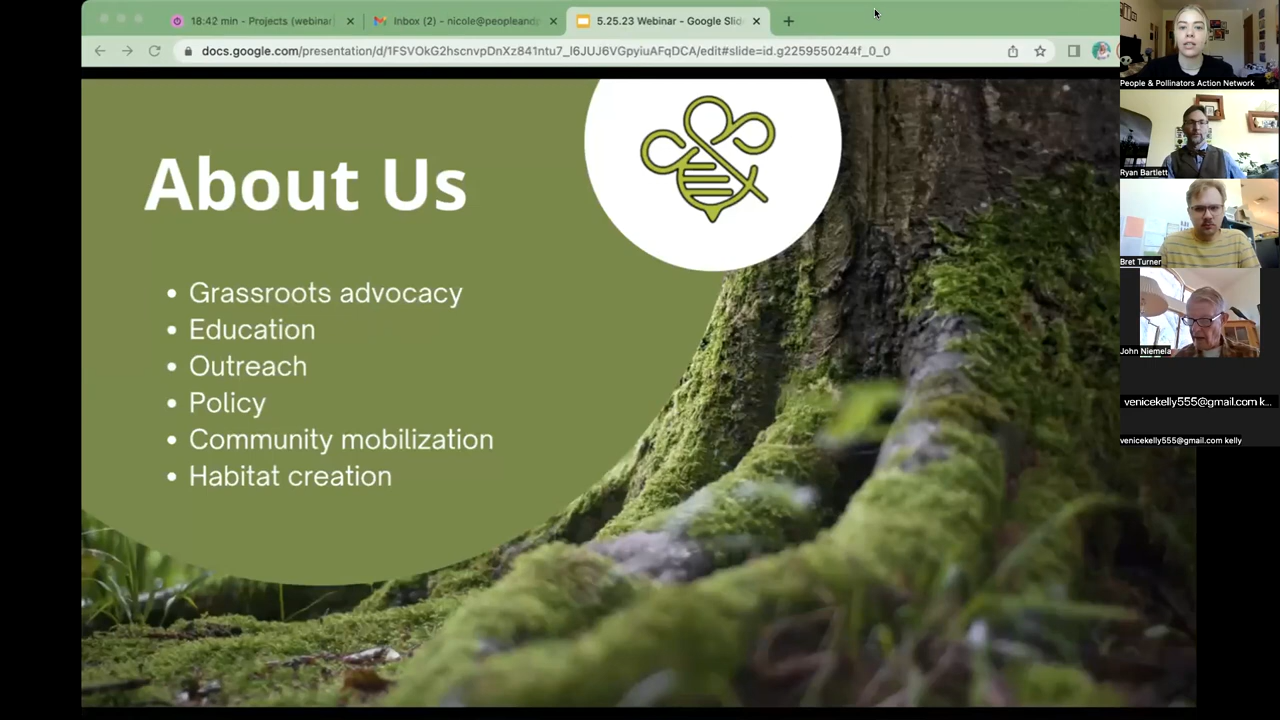 18:42 min - Projects (webinar
Inbox (2) - nicole@peopleandp
5.25.23 Webinar - Google Slid
docs.google.com/presentation/d/1FSVOkG2hscnvpDnXz841ntu7_l6JUJ6VGpyiuAFqDCA/edit#slide=id.g2259550244f_0_0
About Us
• Grassroots advocacy
• Education
• Outreach
• Policy
• Community mobilization
• Habitat creation
People & Pollinators Action Network
Ryan Bartlett
Bret Turner
John Niemela
venicekelly555@gmail.com k...
venicekelly555@gmail.com kelly